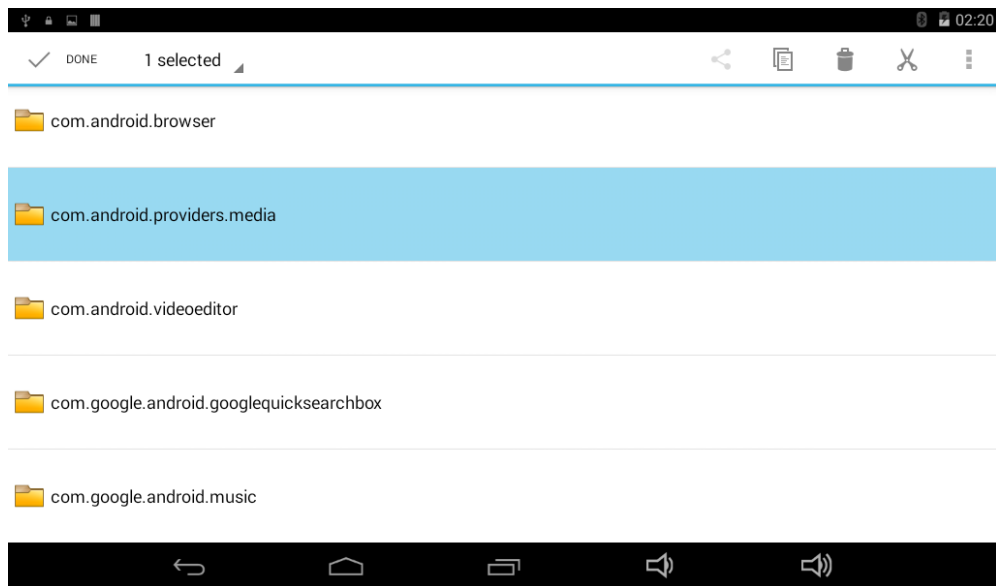 02:20
DONE 1 selected
com.android.browser
com.android.providers.media
com.android.videoeditor
com.google.android.googlequicksearchbox
com.google.android.music